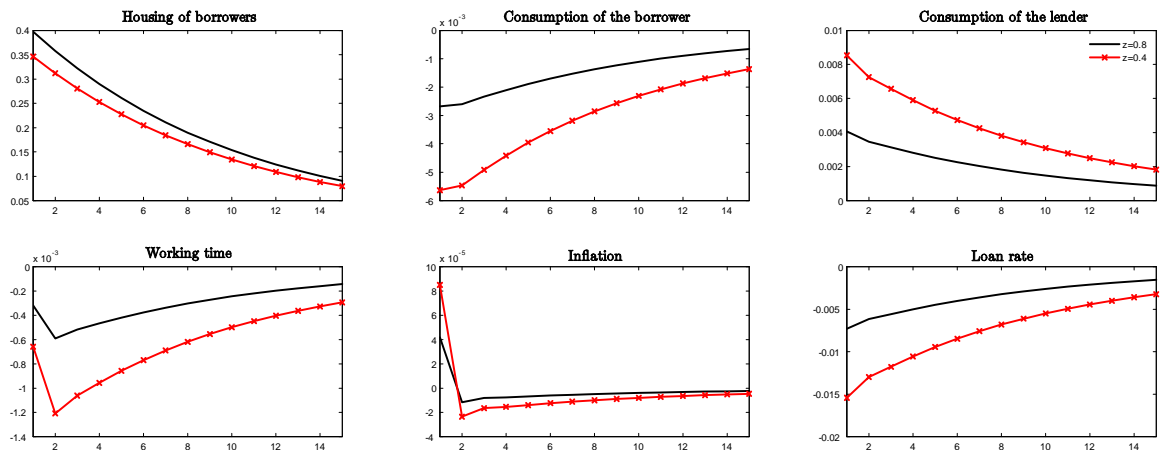 Housing of borrowers
0.4
0.35
0.3
0.25
0.2
0.15
0.1
0.05
2 4 6 8 10 12 14
Consumption of the borrower
x 10^-3
0
-1
-2
-3
-4
-5
-6
2 4 6 8 10 12 14
Consumption of the lender
0.01
0.008
0.006
0.004
0.002
0
2 4 6 8 10 12 14
z=0.8
z=0.4
Working time
x 10^-3
0
-0.2
-0.4
-0.6
-0.8
-1
-1.2
-1.4
2 4 6 8 10 12 14
Inflation
x 10^-5
10
8
6
4
2
0
-2
-4
2 4 6 8 10 12 14
Loan rate
0
-0.005
-0.01
-0.015
-0.02
2 4 6 8 10 12 14